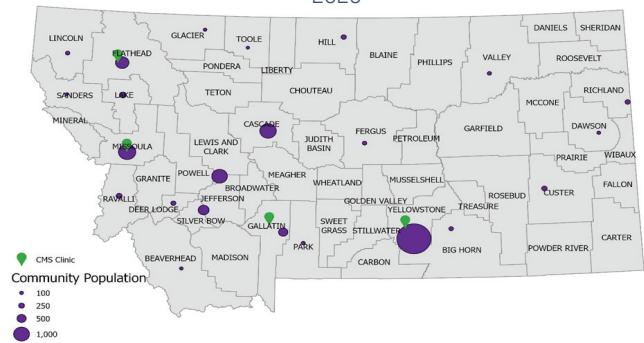 LINCOLN
FLATHEAD
GLACIER
TOOLE
HILL
DANIELS SHERIDAN
BLAINE
PHILLIPS
VALLEY
ROOSEVELT
PONDERA
LIBERTY
RICHLAND
SANDERS
LAKE
TETON
CHOUTEAU
MCCONE
MINERAL
CASCADE
FERGUS
GARFIELD
DAWSON
MISSOULA
LEWIS AND
CLARK
JUDITH
BASIN
PETROLEUM
PRAIRIE
WIBAUX
POWELL
GRANITE
MEAGHER
WHEATLAND
MUSSELSHELL
FALLON
BROADWATER
RAVALLI
JEFFERSON
GOLDEN VALLEY
ROSEBUD
CUSTER
DEER LODGE
SILVER BOW
YELLOWSTONE
TREASURE
GALLATIN
SWEET
GRASS
STILLWATER
PARK
BIG HORN
POWDER RIVER
CARTER
BEAVERHEAD
MADISON
CARBON
CMS Clinic
Community Population
100
250
500
1,000